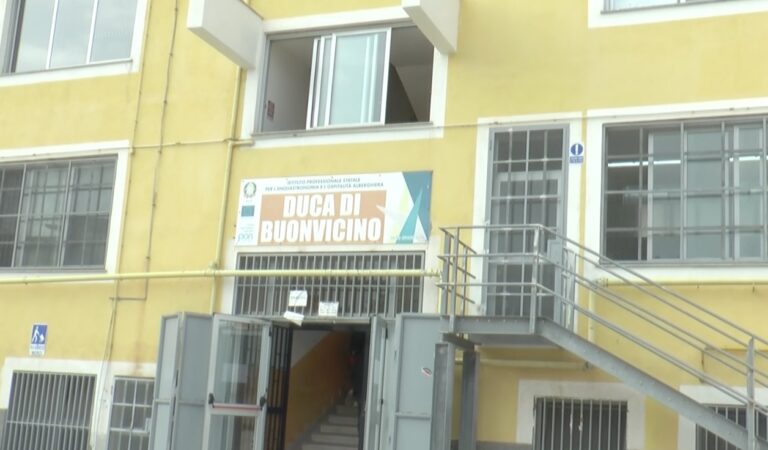 ISTITUTO PROFESSIONALE STATALE
PER L'ENOGASTRONOMIA E L'OSPITALITÀ ALBERGHIERA
DUCA DI
BUONVICINO